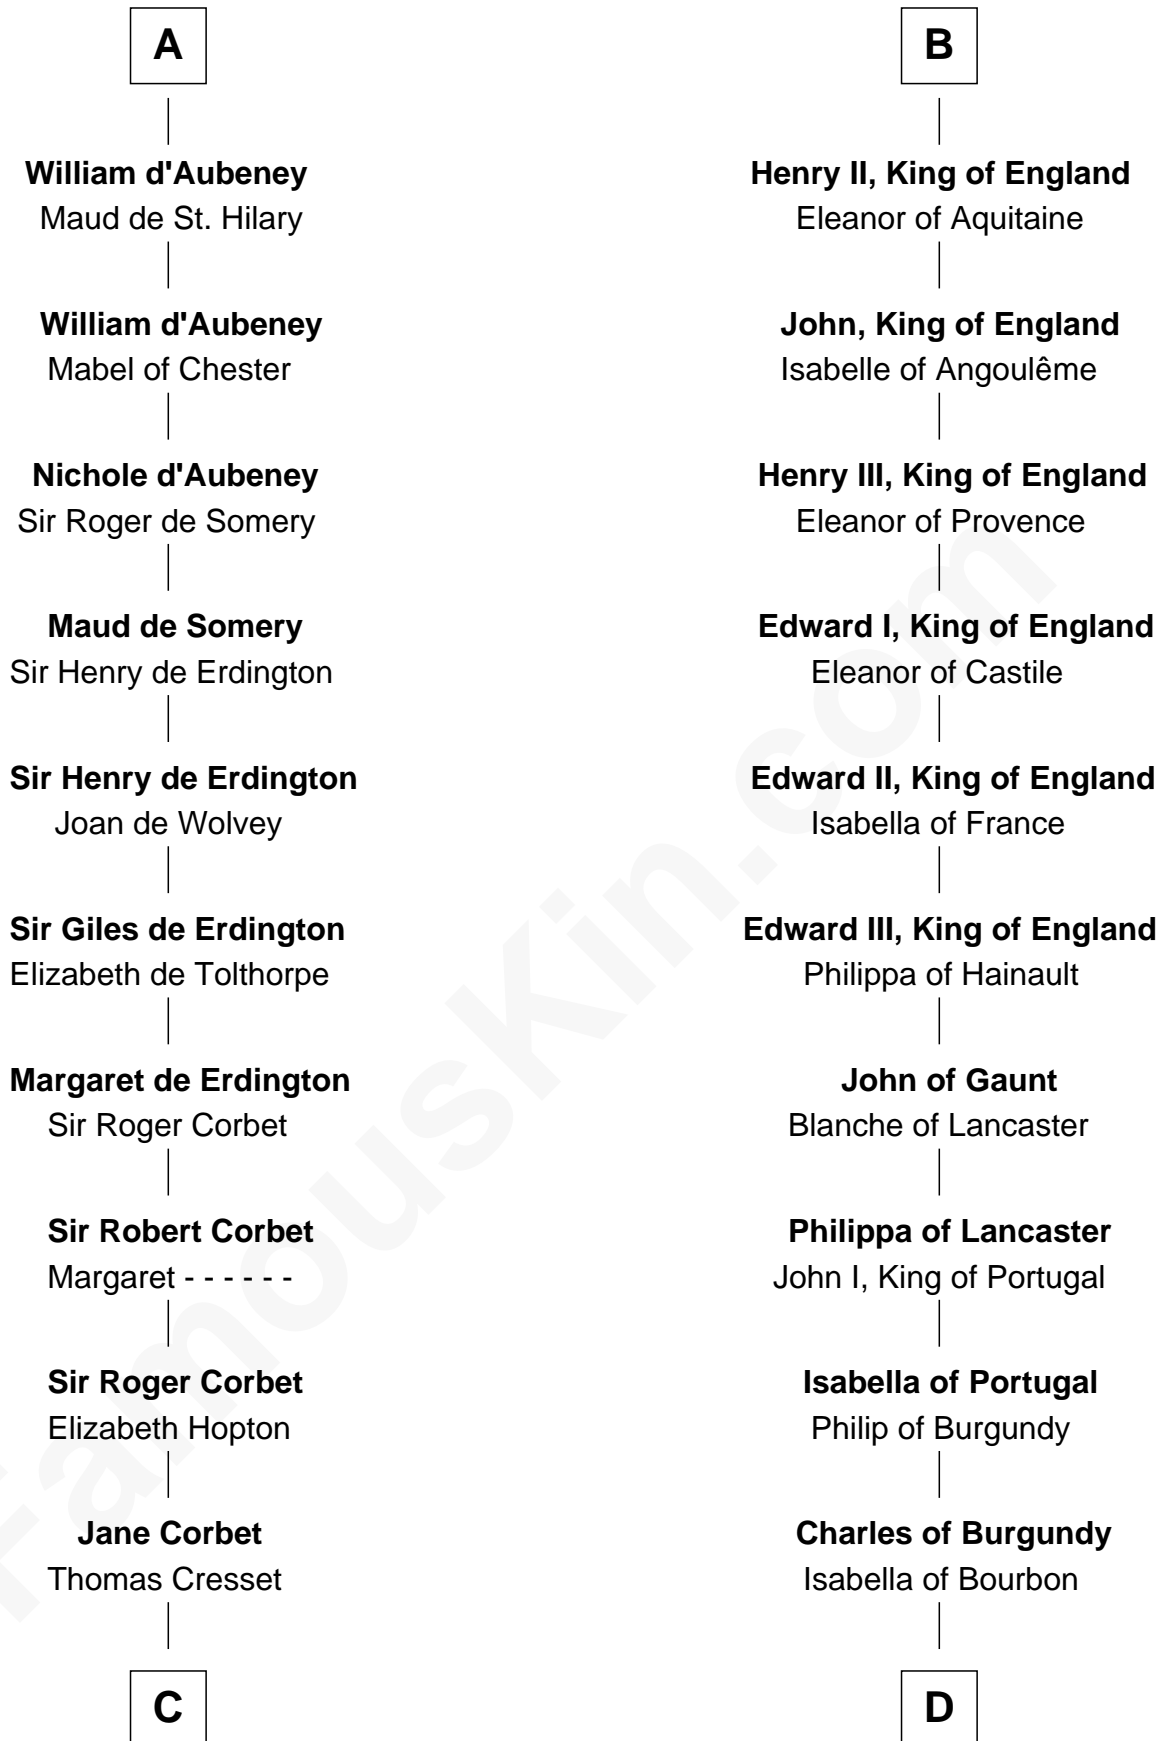 A
William d'Aubeney
Maud de St. Hilary
William d'Aubeney
Mabel of Chester
Nichole d'Aubeney
Sir Roger de Somery
Maud de Somery
Sir Henry de Erdington
Sir Henry de Erdington
Joan de Wolvey
Sir Giles de Erdington
Elizabeth de Tolthorpe
Margaret de Erdington
Sir Roger Corbet
Sir Robert Corbet
Margaret - - - - - -
Sir Roger Corbet
Elizabeth Hopton
Jane Corbet
Thomas Cresset
C
B
Henry II, King of England
Eleanor of Aquitaine
John, King of England
Isabelle of Angoulême
Henry III, King of England
Eleanor of Provence
Edward I, King of England
Eleanor of Castile
Edward II, King of England
Isabella of France
Edward III, King of England
Philippa of Hainault
John of Gaunt
Blanche of Lancaster
Philippa of Lancaster
John I, King of Portugal
Isabella of Portugal
Philip of Burgundy
Charles of Burgundy
Isabella of Bourbon
D
FamousKin.com